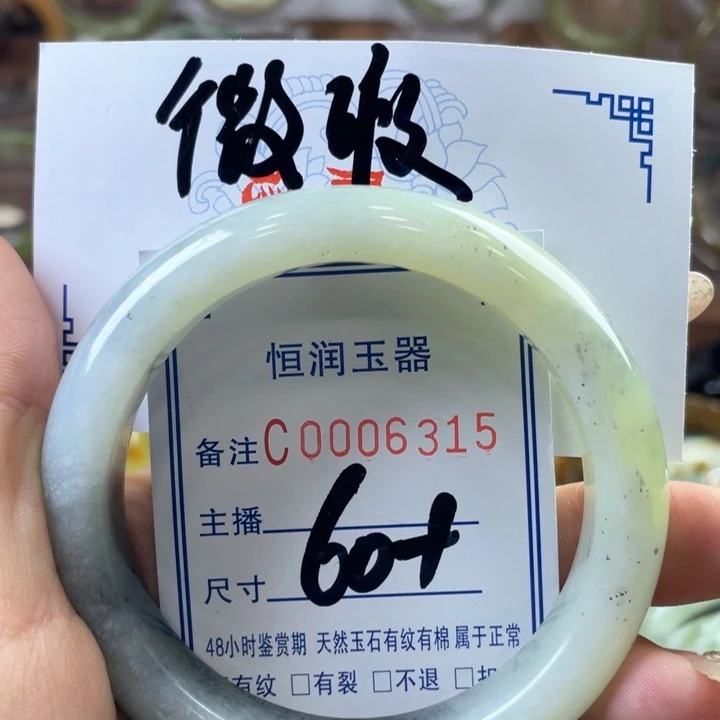 微收
恒润玉器
备注C0006315
主播
尺寸 60+
48小时鉴赏期 天然玉石有纹有棉 属于正常
有纹 □有裂 □不退 □